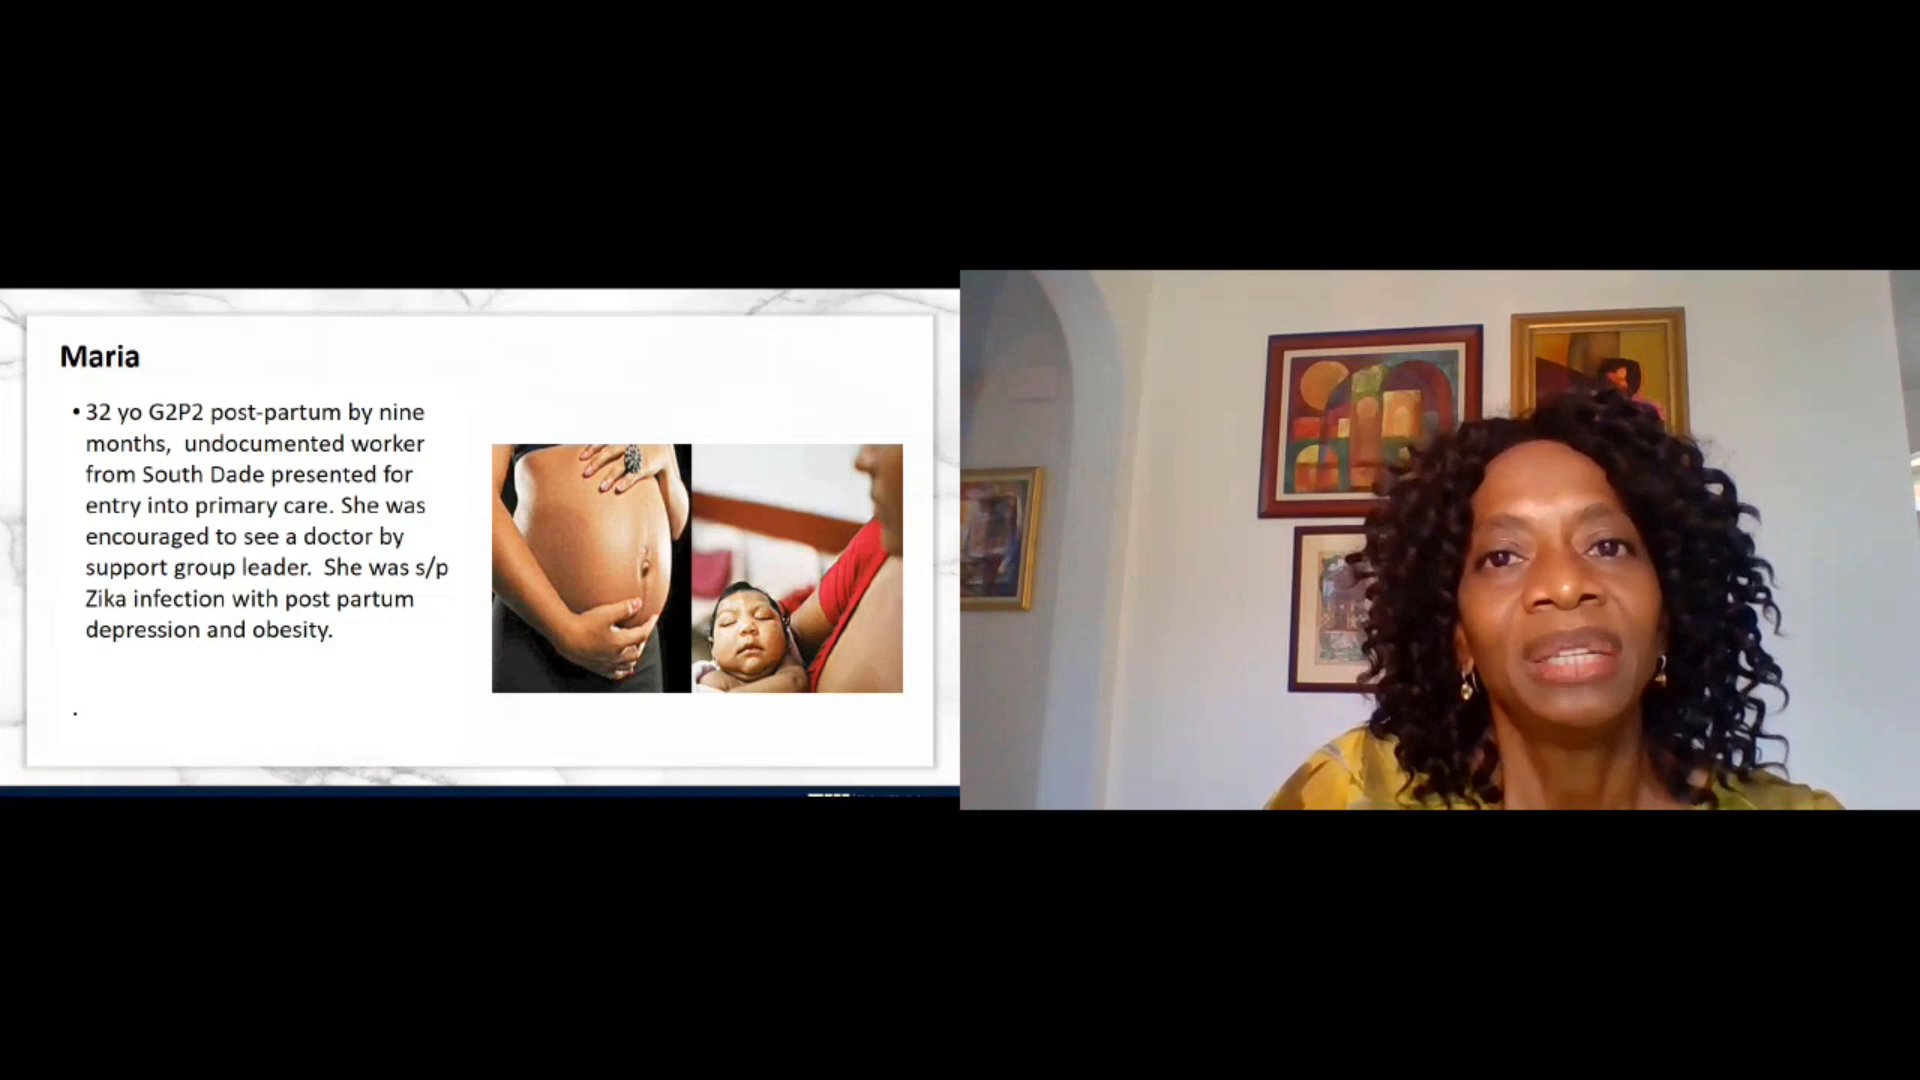 Maria
• 32 yo G2P2 post-partum by nine
months, undocumented worker
from South Dade presented for
entry into primary care. She was
encouraged to see a doctor by
support group leader. She was s/p
Zika infection with post partum
depression and obesity.
.